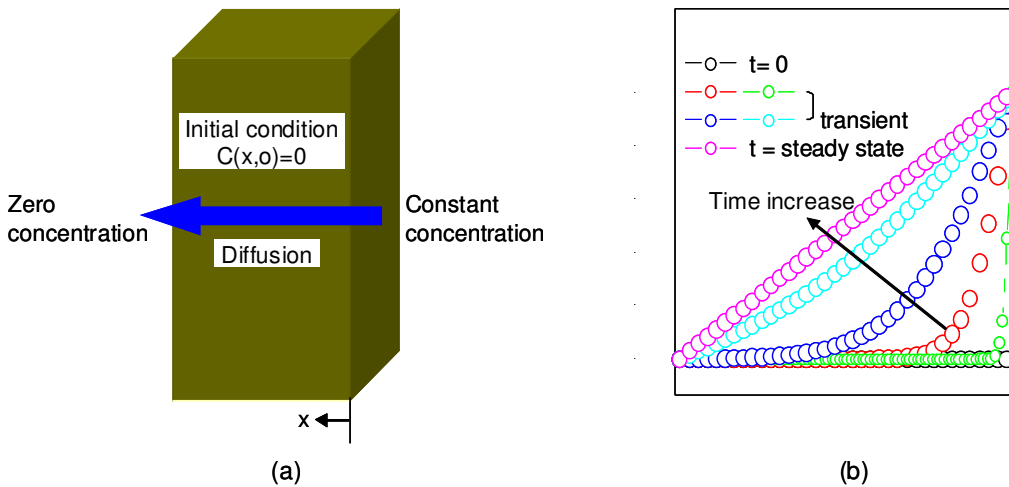 Initial condition
C(x,o)=0
Zero
concentration
Constant
concentration
Diffusion
x
(a)
t= 0
transient
t = steady state
Time increase
(b)